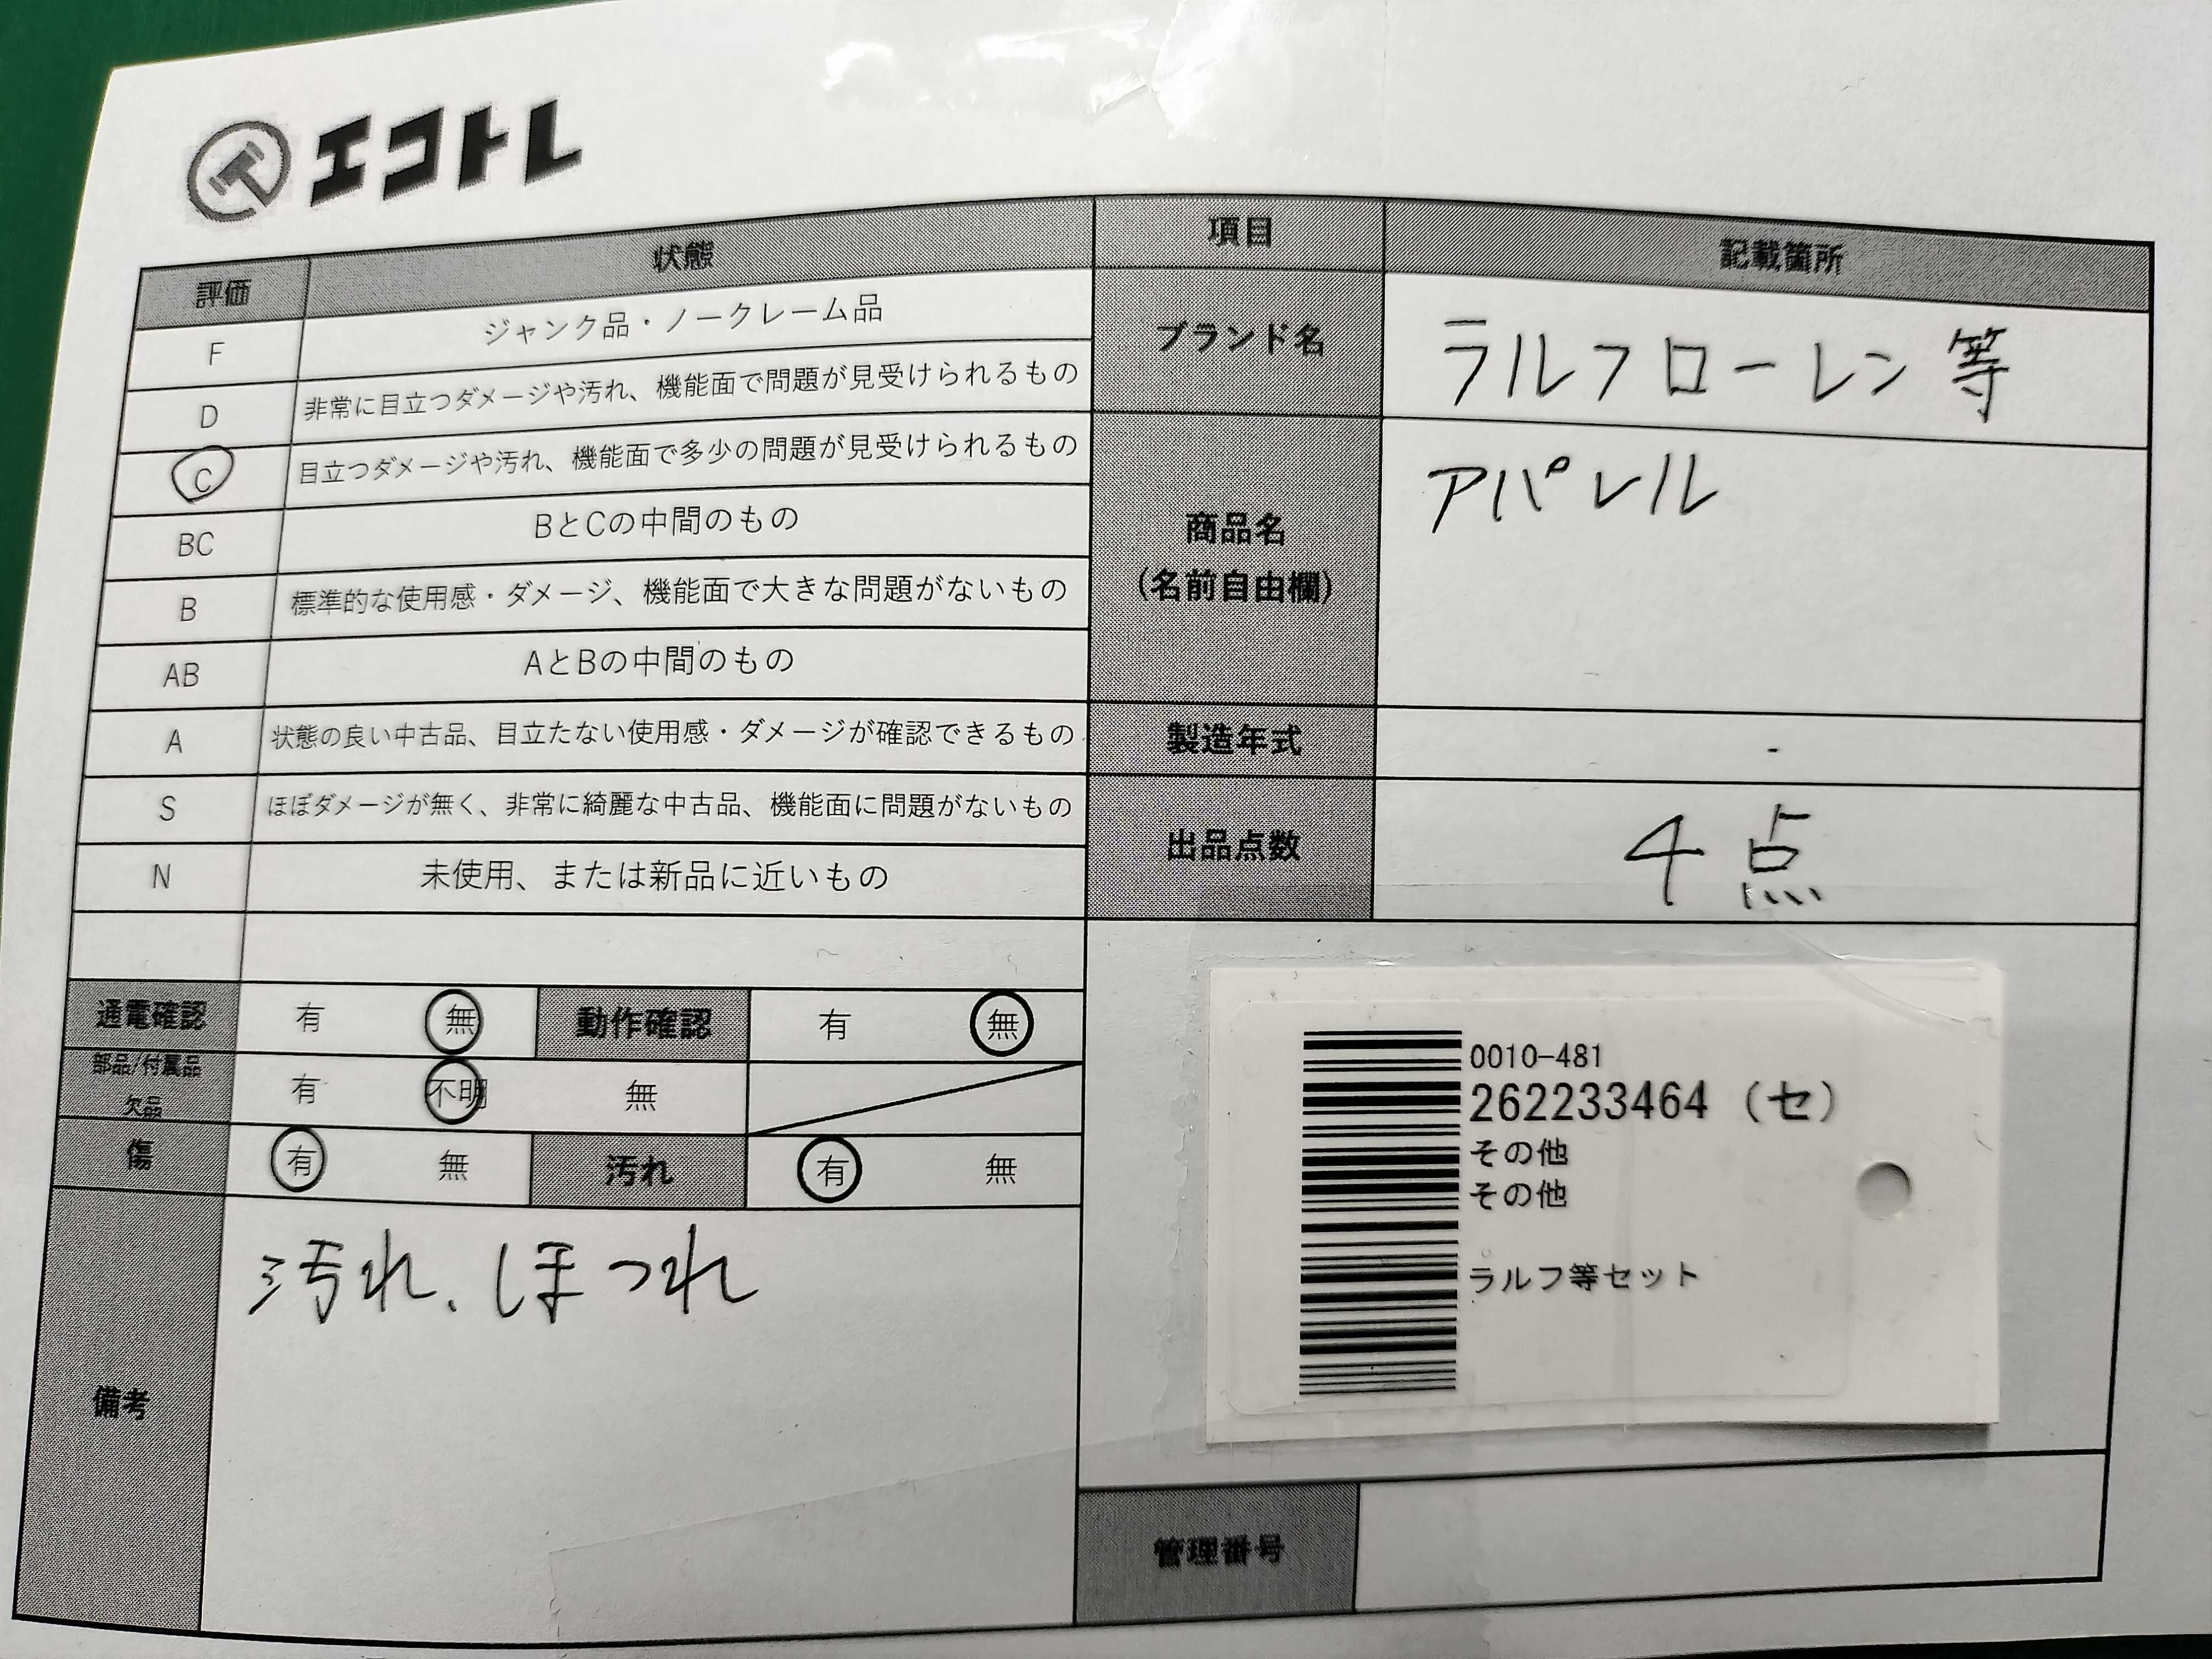 エコトレ
評価 状態
F ジャンク品・ノークレーム品
D 非常に目立つダメージや汚れ、機能面で問題が見受けられるもの
C 目立つダメージや汚れ、機能面で多少の問題が見受けられるもの
BC BとCの中間のもの
B 標準的な使用感・ダメージ、機能面で大きな問題がないもの
AB AとBの中間のもの
A 状態の良い中古品、目立たない使用感・ダメージが確認できるもの
S ほぼダメージが無く、非常に綺麗な中古品、機能面に問題がないもの
N 未使用、または新品に近いもの
通電確認 有 無 動作確認 有 無
部品/付属品
欠品 有 不明 無
傷 有 無 汚れ 有 無
備考 汚れ、ほつれ
項目 記載箇所
ブランド名 ラルフローレン等
商品名
(名前自由欄) アパレル
製造年式 -
出品点数 4点
0010-481
262233464（セ）
その他
その他
ラルフ等セット
管理番号